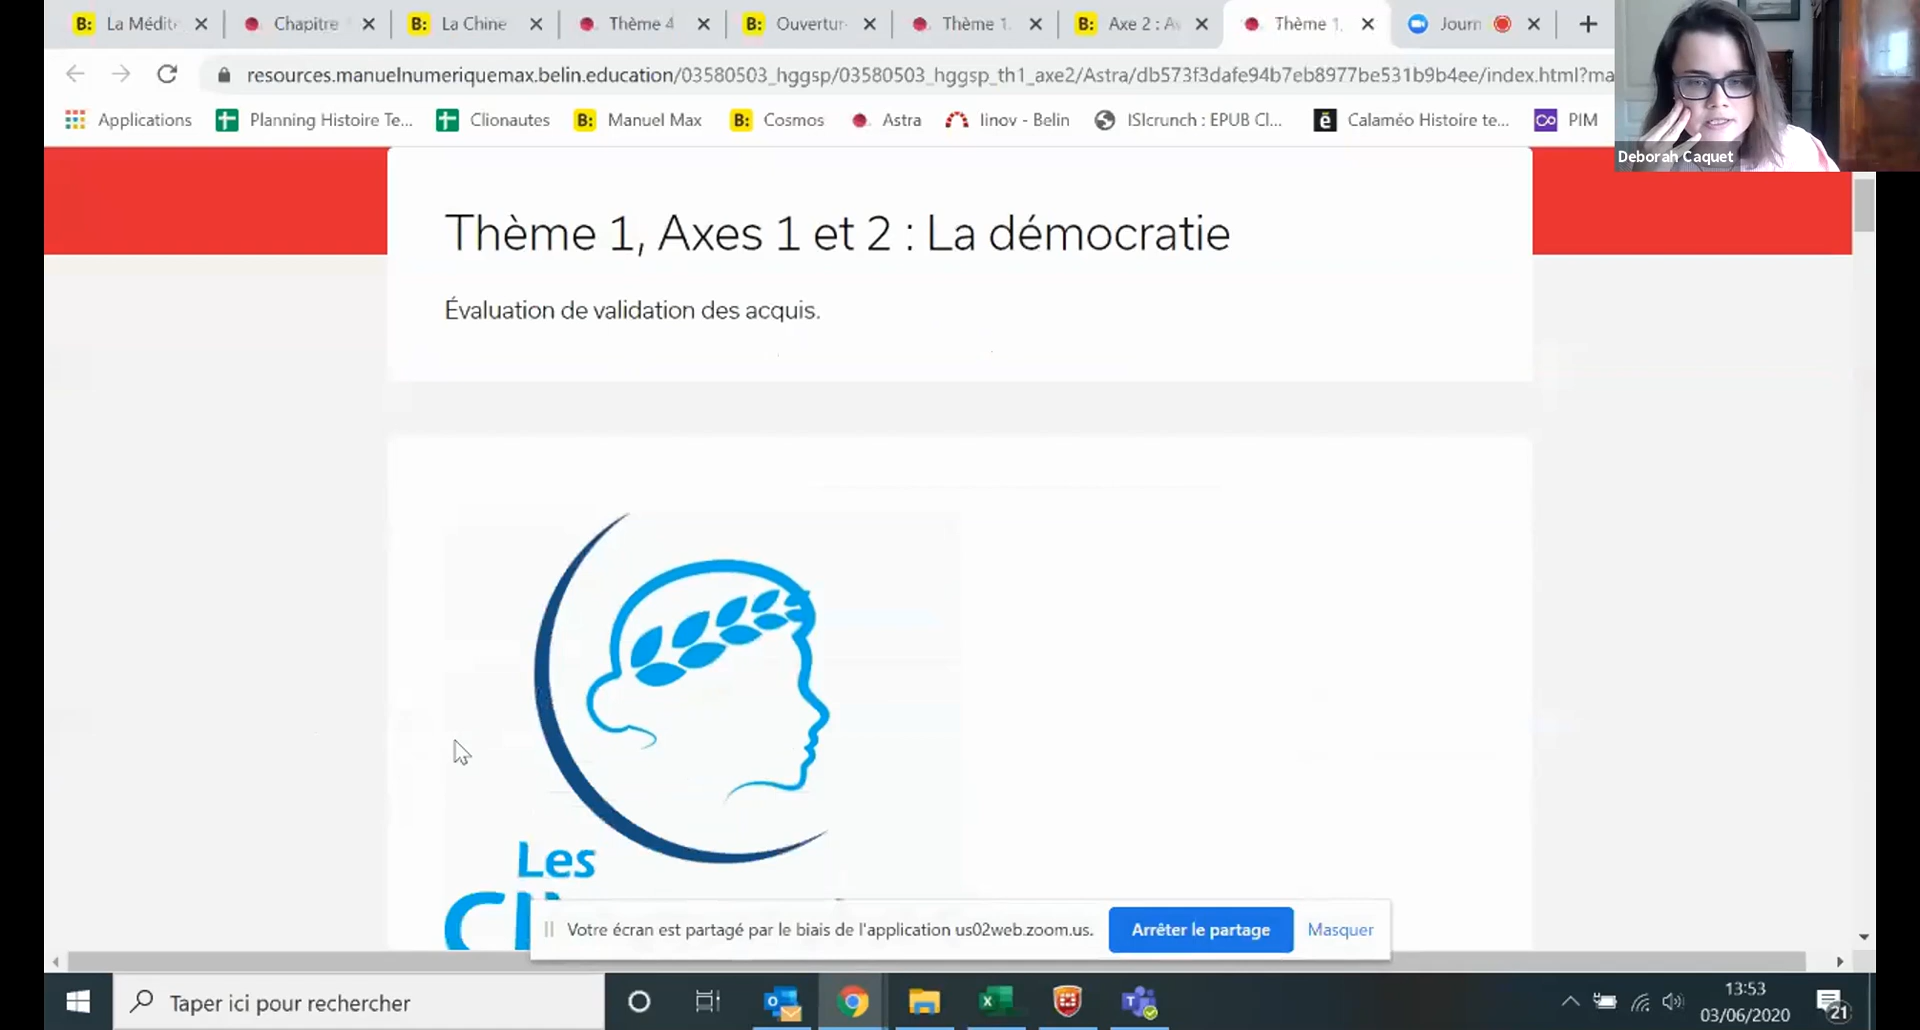 La Médit
Chapitre
La Chine
Thème 4
Ouvertur
Thème 1.
Axe 2 : A
Thème 1,
Journ
resources.manuelnumeriquemax.belin.education/03580503_hggsp/03580503_hggsp_th1_axe2/Astra/db573f3dafe94b7eb8977be531b9b4ee/index.html?ma
Applications
Planning Histoire Te...
Clionautes
B: Manuel Max
B: Cosmos
Astra
Iinov - Belin
ISIcrunch : EPUB Cl...
Calaméo Histoire te...
PIM
Deborah Caquet
Thème 1, Axes 1 et 2 : La démocratie
Évaluation de validation des acquis.
Les
Votre écran est partagé par le biais de l'application us02web.zoom.us.
Arrêter le partage
Masquer
Taper ici pour rechercher
13:53
03/06/2020
21